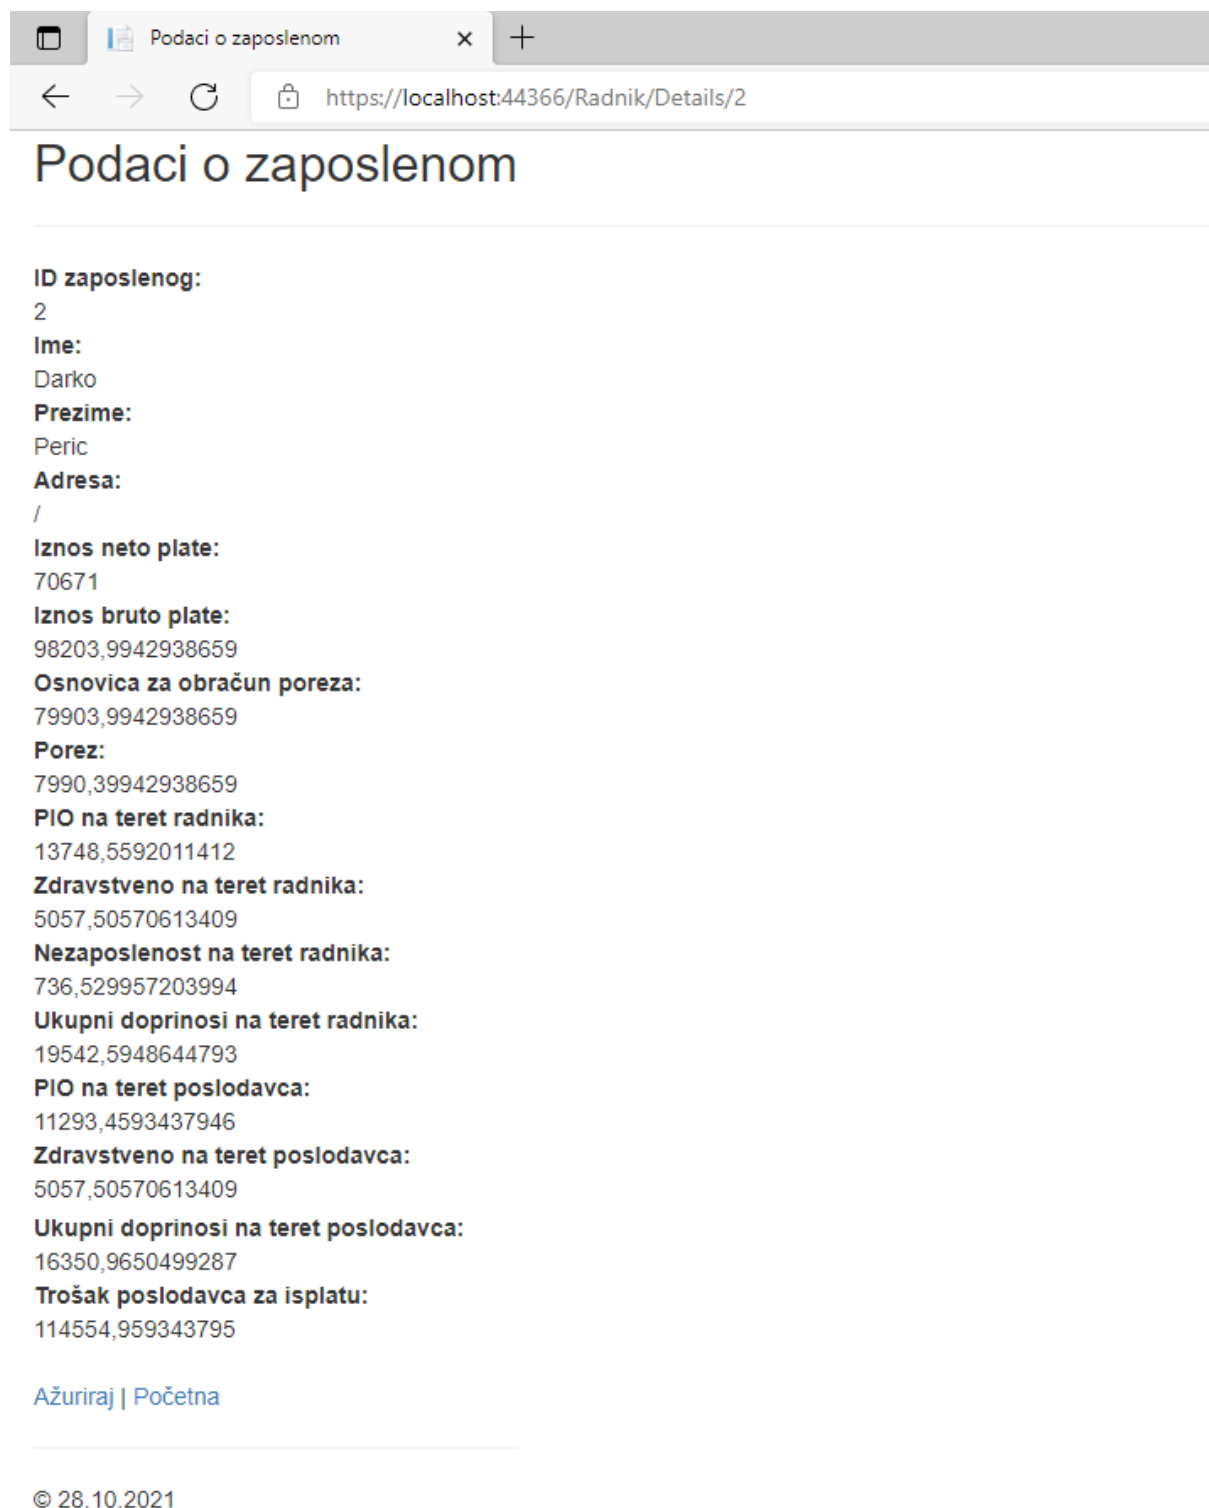 Podaci o zaposlenom
https://localhost:44366/Radnik/Details/2
Podaci o zaposlenom
ID zaposlenog:
2
Ime:
Darko
Prezime:
Peric
Adresa:
/
Iznos neto plate:
70671
Iznos bruto plate:
98203,9942938659
Osnovica za obračun poreza:
79903,9942938659
Porez:
7990,39942938659
PIO na teret radnika:
13748,5592011412
Zdravstveno na teret radnika:
5057,50570613409
Nezaposlenost na teret radnika:
736,529957203994
Ukupni doprinosi na teret radnika:
19542,5948644793
PIO na teret poslodavca:
11293,4593437946
Zdravstveno na teret poslodavca:
5057,50570613409
Ukupni doprinosi na teret poslodavca:
16350,9650499287
Trošak poslodavca za isplatu:
114554,959343795
Ažuriraj | Početna
© 28.10.2021